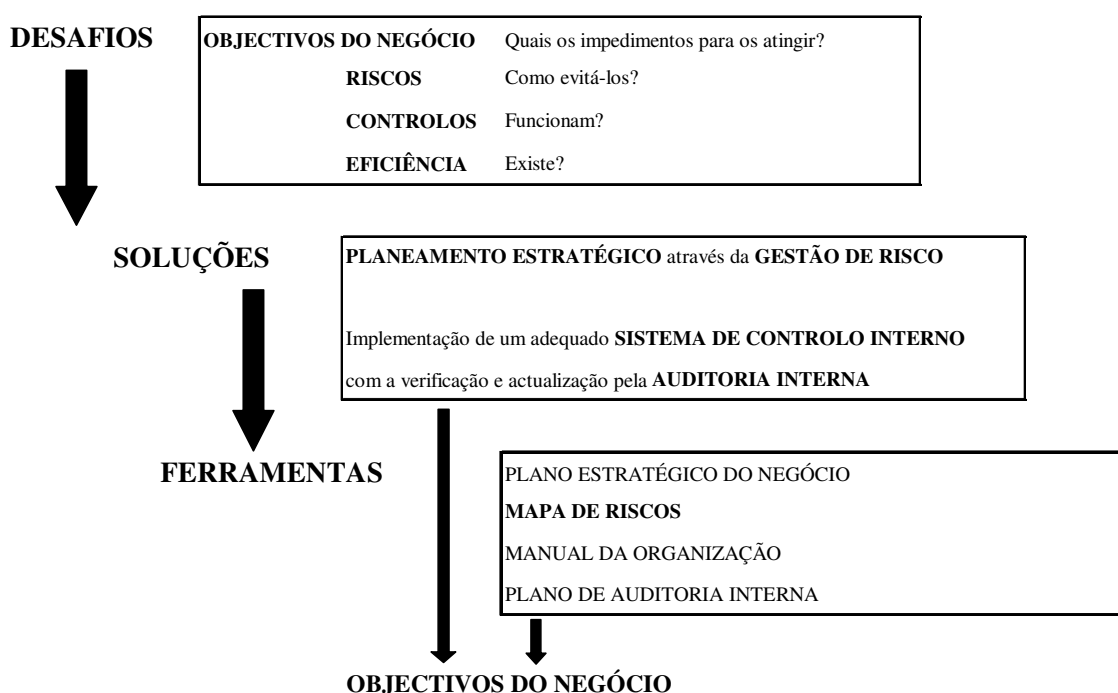 DESAFIOS
OBJECTIVOS DO NEGÓCIO Quais os impedimentos para os atingir?
RISCOS Como evitá-los?
CONTROLOS Funcionam?
EFICIÊNCIA Existe?
SOLUÇÕES
PLANEAMENTO ESTRATÉGICO através da GESTÃO DE RISCO
Implementação de um adequado SISTEMA DE CONTROLO INTERNO
com a verificação e actualização pela AUDITORIA INTERNA
FERRAMENTAS
PLANO ESTRATÉGICO DO NEGÓCIO
MAPA DE RISCOS
MANUAL DA ORGANIZAÇÃO
PLANO DE AUDITORIA INTERNA
OBJECTIVOS DO NEGÓCIO